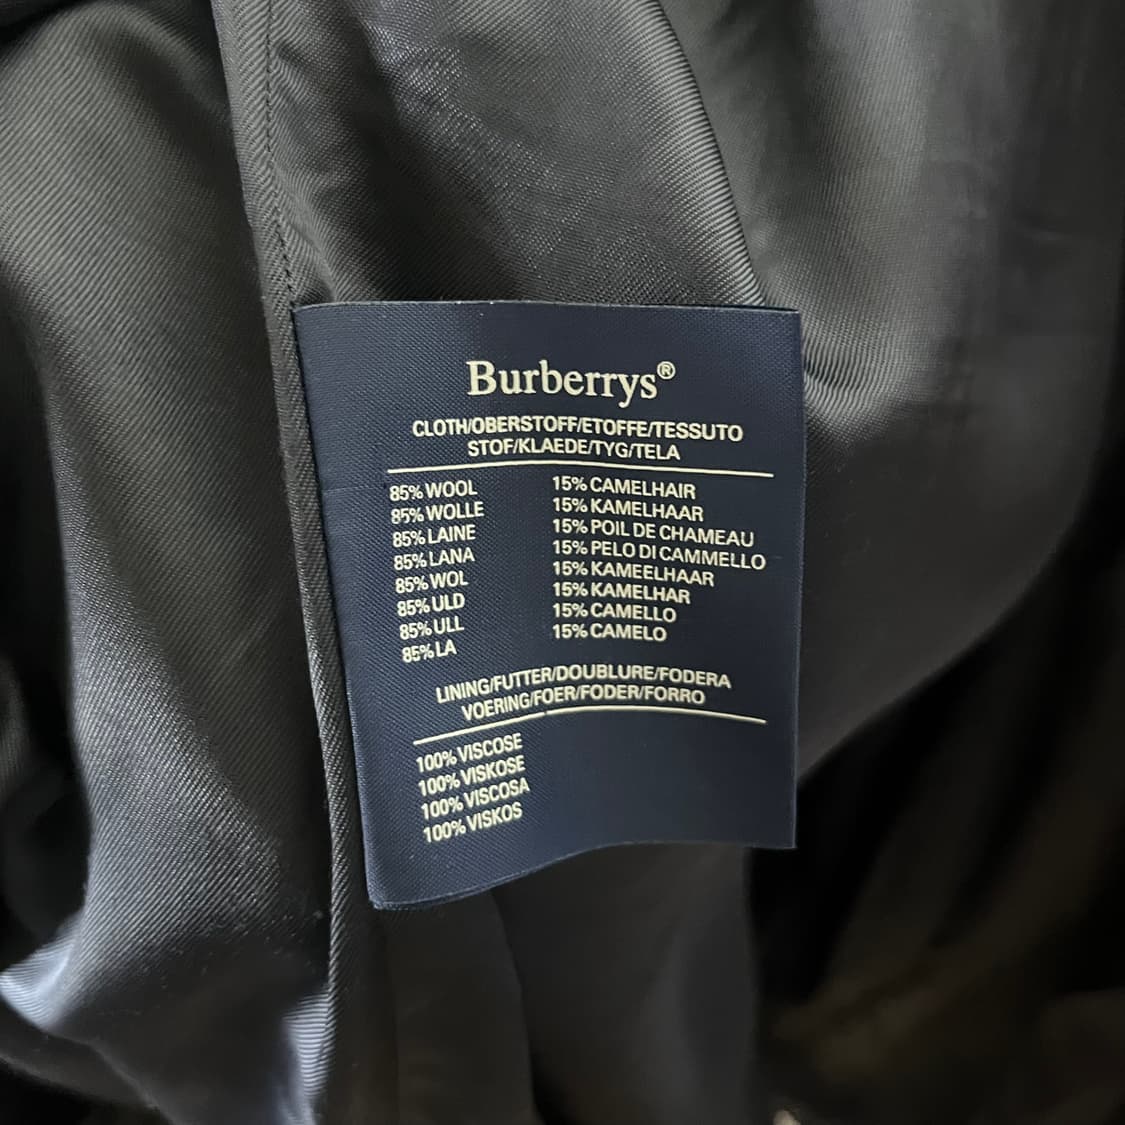 Burberrys®
CLOTH/OBERSTOFF/ETOFFE/TESSUTO
STOF/KLAEDE/TYG/TELA
85% WOOL 15% CAMELHAIR
85% WOLLE 15% KAMELHAAR
85% LAINE 15% POIL DE CHAMEAU
85% LANA 15% PELO DI CAMMELLO
85% WOL 15% KAMEELHAAR
85% ULD 15% KAMELHAR
85% ULL 15% CAMELLO
85% LA 15% CAMELO
LINING/FUTTER/DOUBLURE/FODERA
VOERING/FOER/FODER/FORRO
100% VISCOSE
100% VISKOSE
100% VISCOSA
100% VISKOS